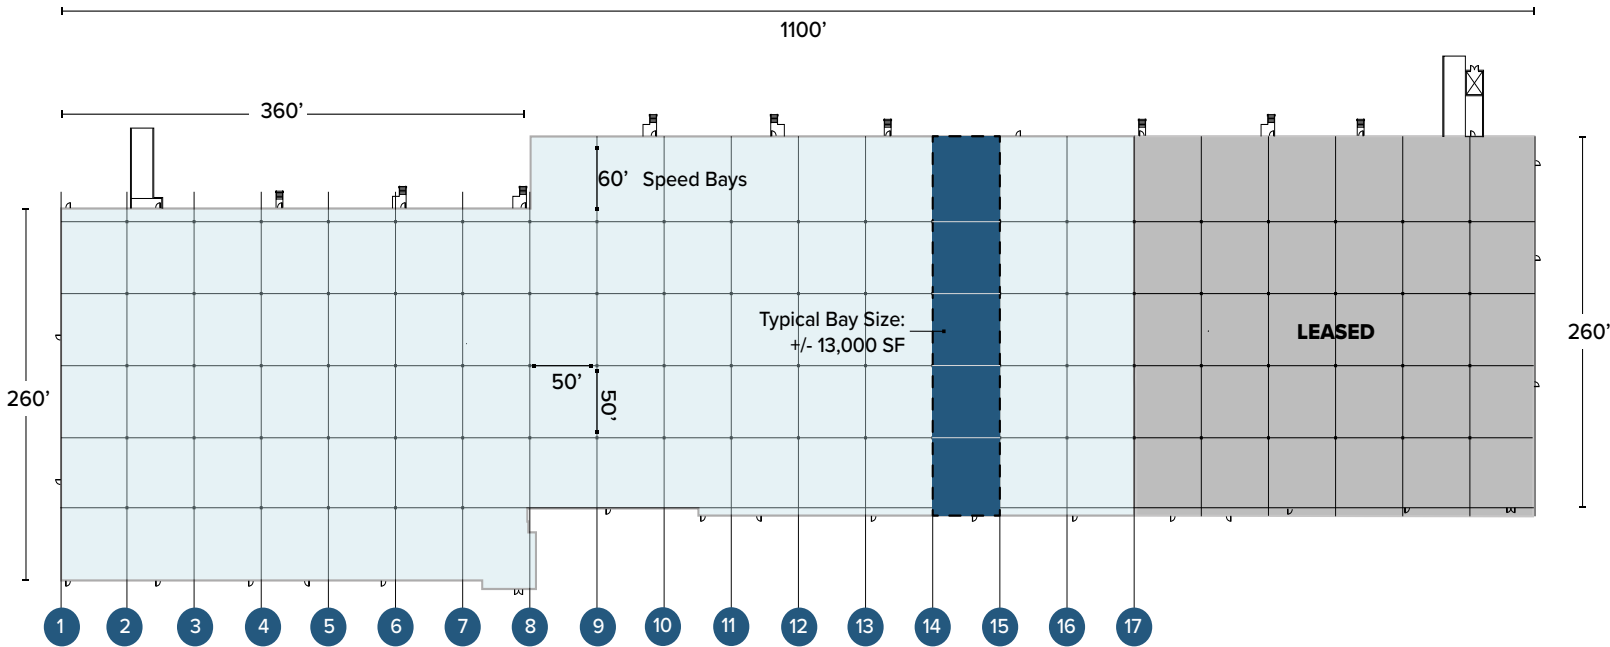 1100’
360’
60’ Speed Bays
Typical Bay Size:
+/- 13,000 SF
LEASED
260’
50’
50’
260’
1 2 3 4 5 6 7 8 9 10 11 12 13 14 15 16 17